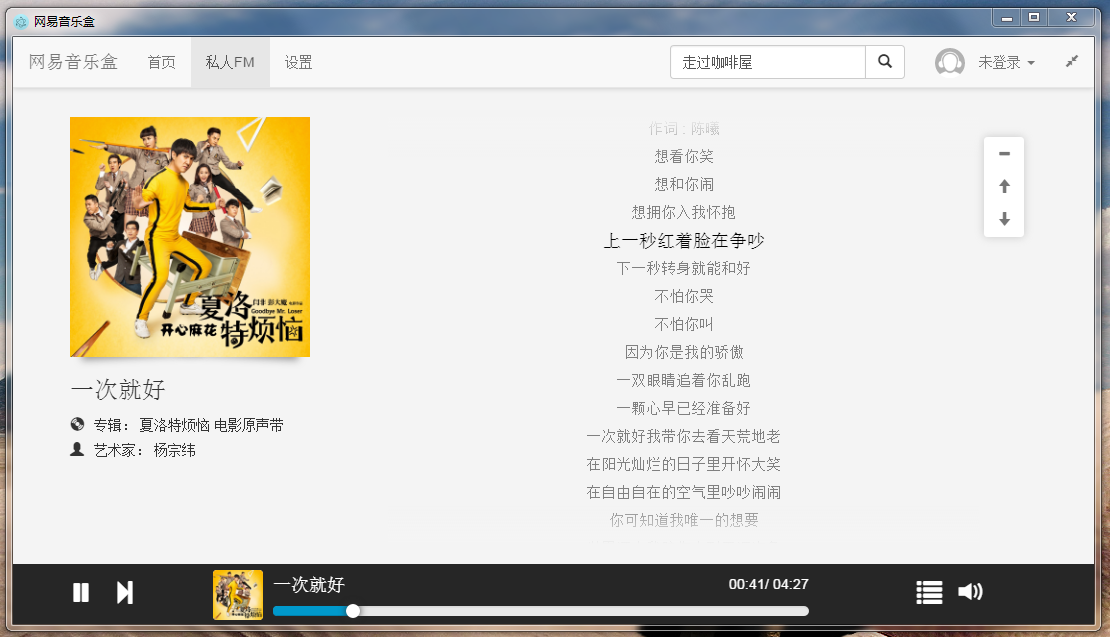 网易音乐盒
网易音乐盒 首页 私人FM 设置 走过咖啡屋 未登录
夏洛
特烦恼
闫非 彭大魔
Goodbye Mr. Loser
开心麻花
一次就好
专辑： 夏洛特烦恼 电影原声带
艺术家： 杨宗纬
作词 : 陈曦
想看你笑
想和你闹
想拥你入我怀抱
上一秒红着脸在争吵
下一秒转身就能和好
不怕你哭
不怕你叫
因为你是我的骄傲
一双眼睛追着你乱跑
一颗心早已经准备好
一次就好我带你去看天荒地老
在阳光灿烂的日子里开怀大笑
在自由自在的空气里吵吵闹闹
你可知道我唯一的想要
一次就好
00:41/ 04:27